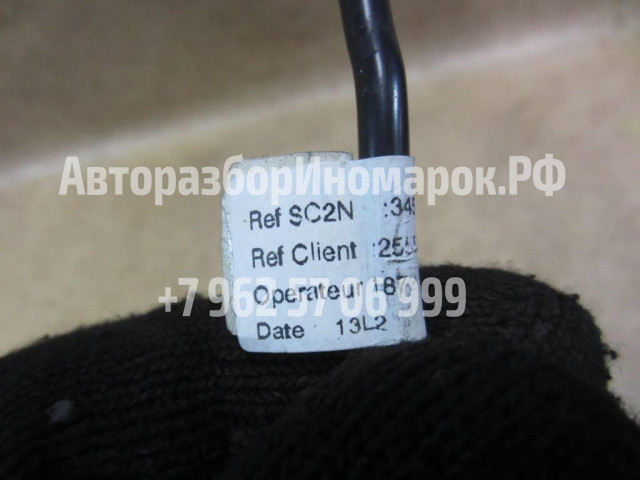 АвторазборИномарок.РФ
Ref SC2N
Ref Client
+7 962 57 06 999
Operateur
Date 13L2